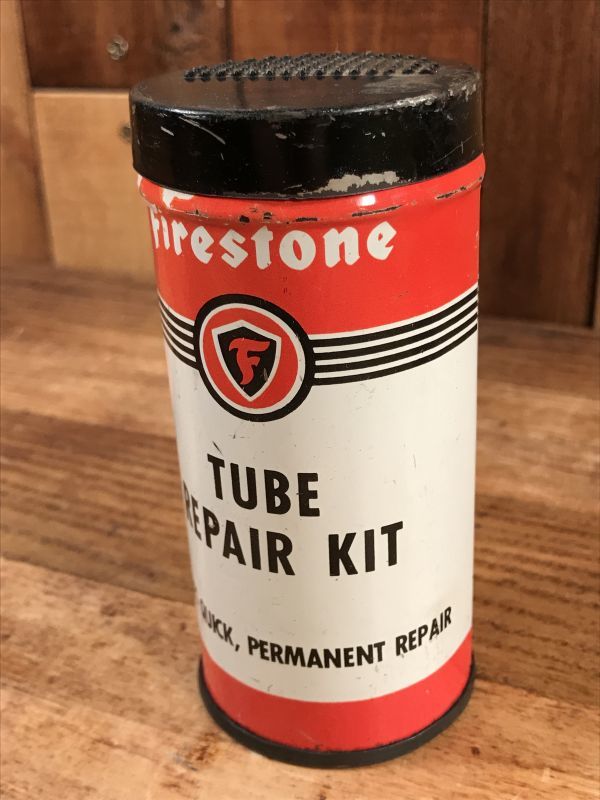 Firestone
F
TUBE
REPAIR KIT
QUICK, PERMANENT REPAIR